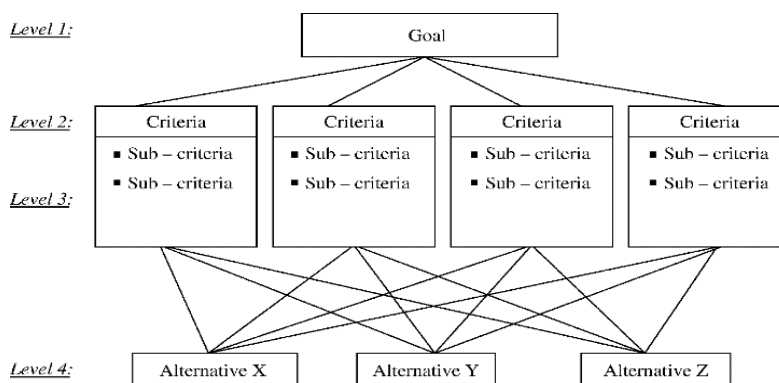 Level 1:
Goal
Level 2:
Criteria
Criteria
Criteria
Criteria
▪ Sub – criteria
▪ Sub – criteria
▪ Sub – criteria
▪ Sub – criteria
▪ Sub – criteria
▪ Sub – criteria
▪ Sub – criteria
▪ Sub – criteria
Level 3:
Level 4:
Alternative X
Alternative Y
Alternative Z